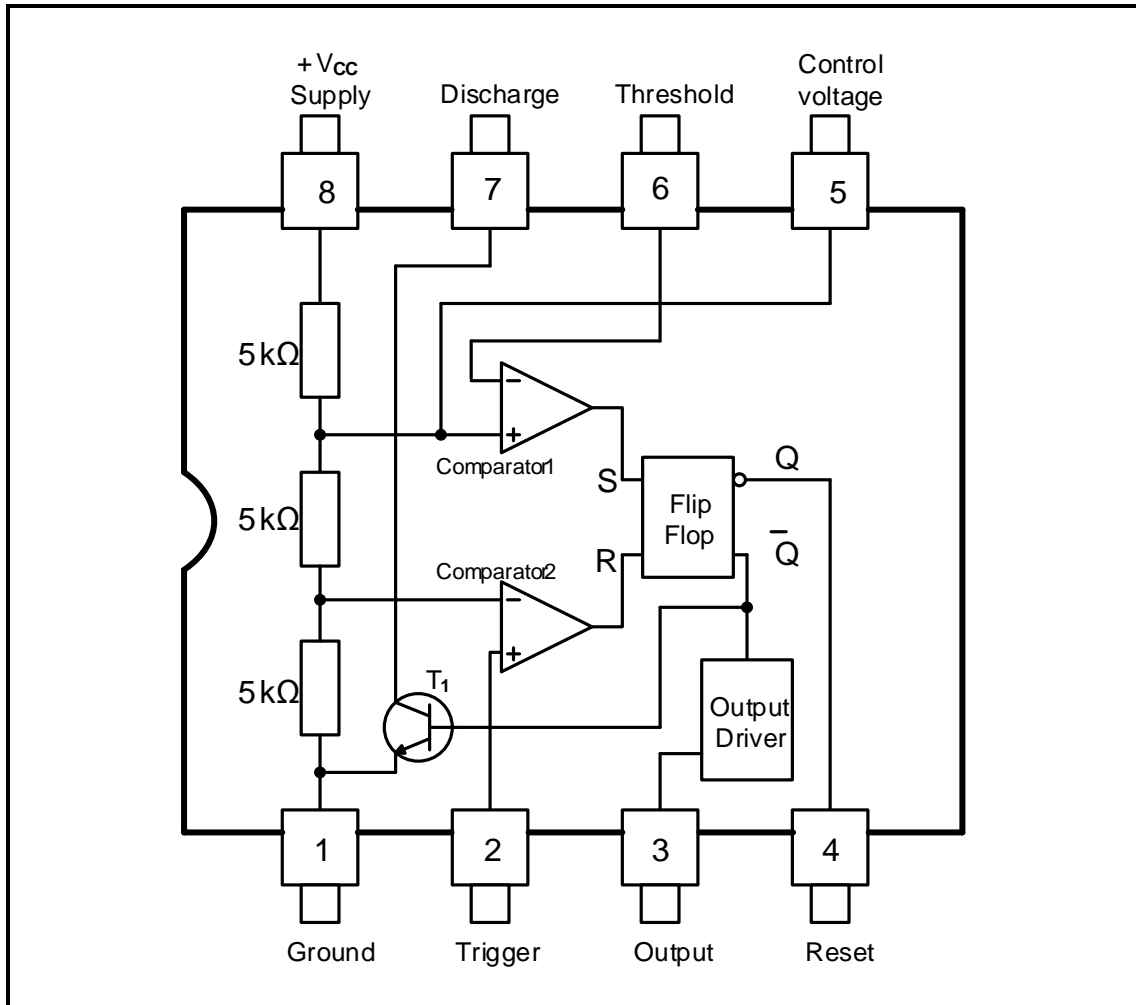 +Vcc
Supply
Discharge
Threshold
Control
voltage
8
7
6
5
5kΩ
-
+
Comparator1
S
Q
Flip
Flop
5kΩ
R
Q̅
Comparator2
-
+
5kΩ
T1
Output
Driver
1
2
3
4
Ground
Trigger
Output
Reset